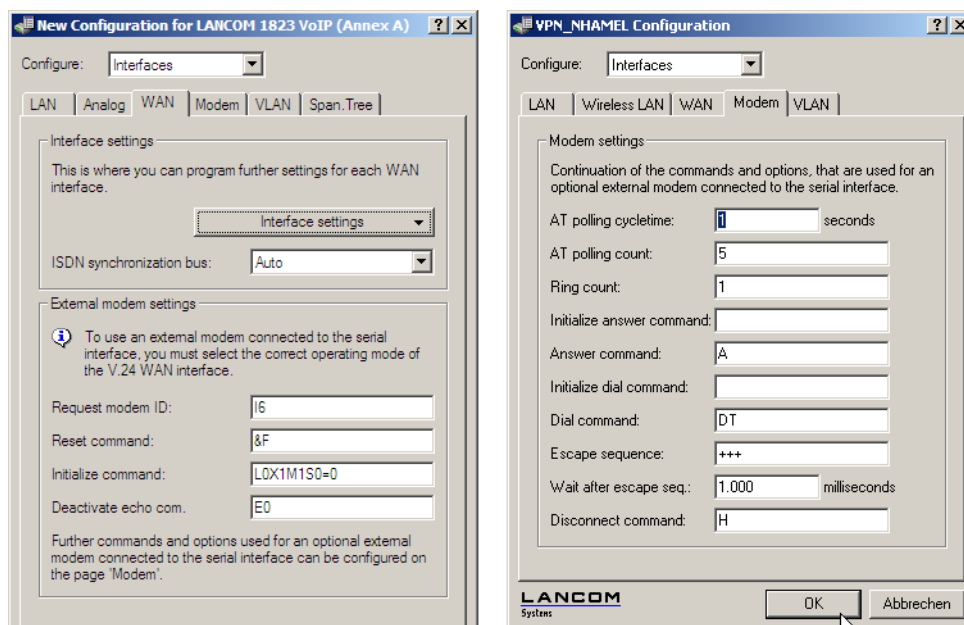 New Configuration for LANCOM 1823 VoIP (Annex A)
Configure: Interfaces
LAN Analog WAN Modem VLAN Span.Tree
Interface settings
This is where you can program further settings for each WAN
interface.
Interface settings
ISDN synchronization bus: Auto
External modem settings
To use an external modem connected to the serial
interface, you must select the correct operating mode of
the V.24 WAN interface.
Request modem ID: I6
Reset command: &F
Initialize command: L0X1M1S0=0
Deactivate echo com. E0
Further commands and options used for an optional external
modem connected to the serial interface can be configured on
the page 'Modem'.
VPN_NHAMEL Configuration
Configure: Interfaces
LAN Wireless LAN WAN Modem VLAN
Modem settings
Continuation of the commands and options, that are used for an
optional external modem connected to the serial interface.
AT polling cycletime: 1 seconds
AT polling count: 5
Ring count: 1
Initialize answer command:
Answer command: A
Initialize dial command:
Dial command: DT
Escape sequence: +++
Wait after escape seq.: 1.000 milliseconds
Disconnect command: H
LANCOM
Systems
OK Abbrechen